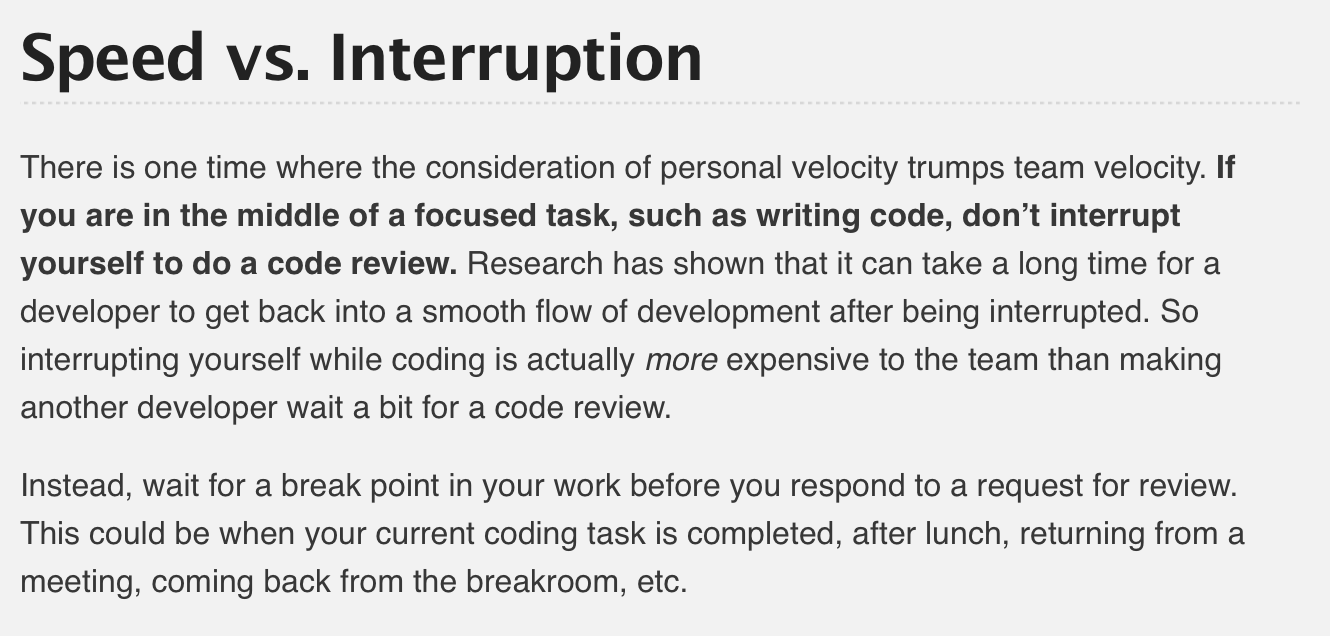 Speed vs. Interruption
There is one time where the consideration of personal velocity trumps team velocity. If
you are in the middle of a focused task, such as writing code, don’t interrupt
yourself to do a code review. Research has shown that it can take a long time for a
developer to get back into a smooth flow of development after being interrupted. So
interrupting yourself while coding is actually more expensive to the team than making
another developer wait a bit for a code review.
Instead, wait for a break point in your work before you respond to a request for review.
This could be when your current coding task is completed, after lunch, returning from a
meeting, coming back from the breakroom, etc.